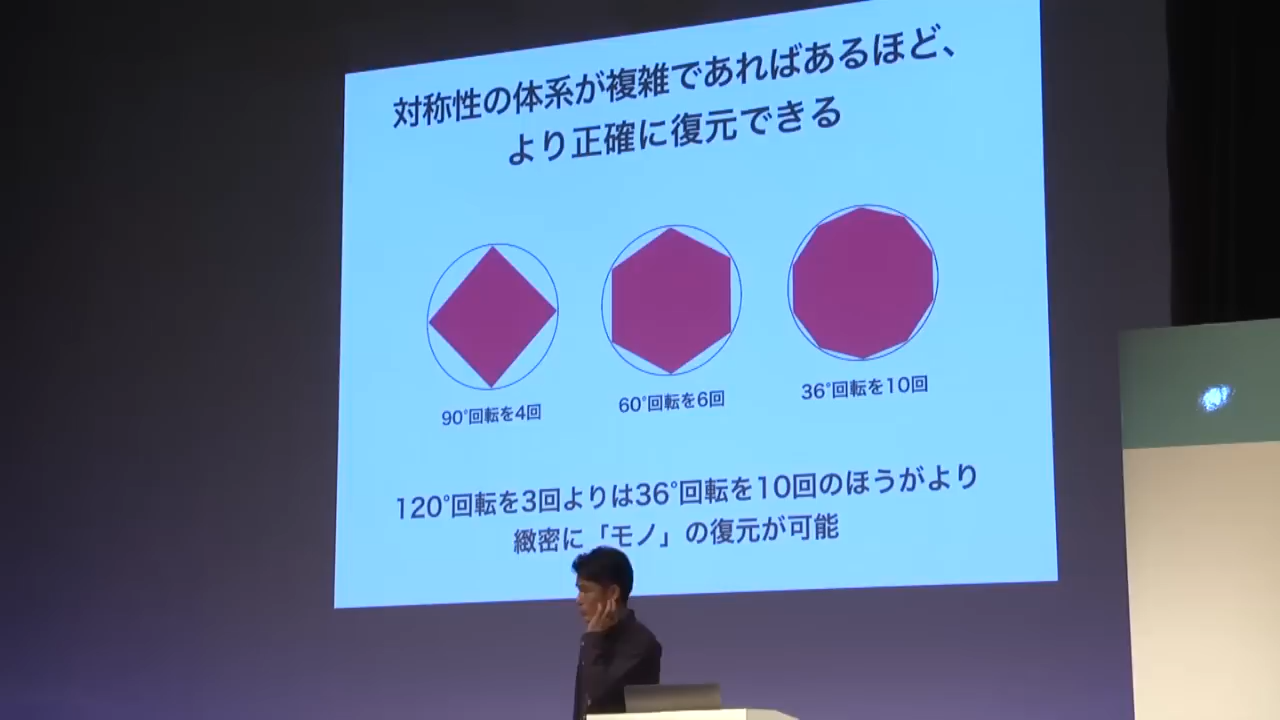 対称性の体系が複雑であればあるほど、
より正確に復元できる
90°回転を4回
60°回転を6回
36°回転を10回
120°回転を3回よりは36°回転を10回のほうがより
緻密に「モノ」の復元が可能